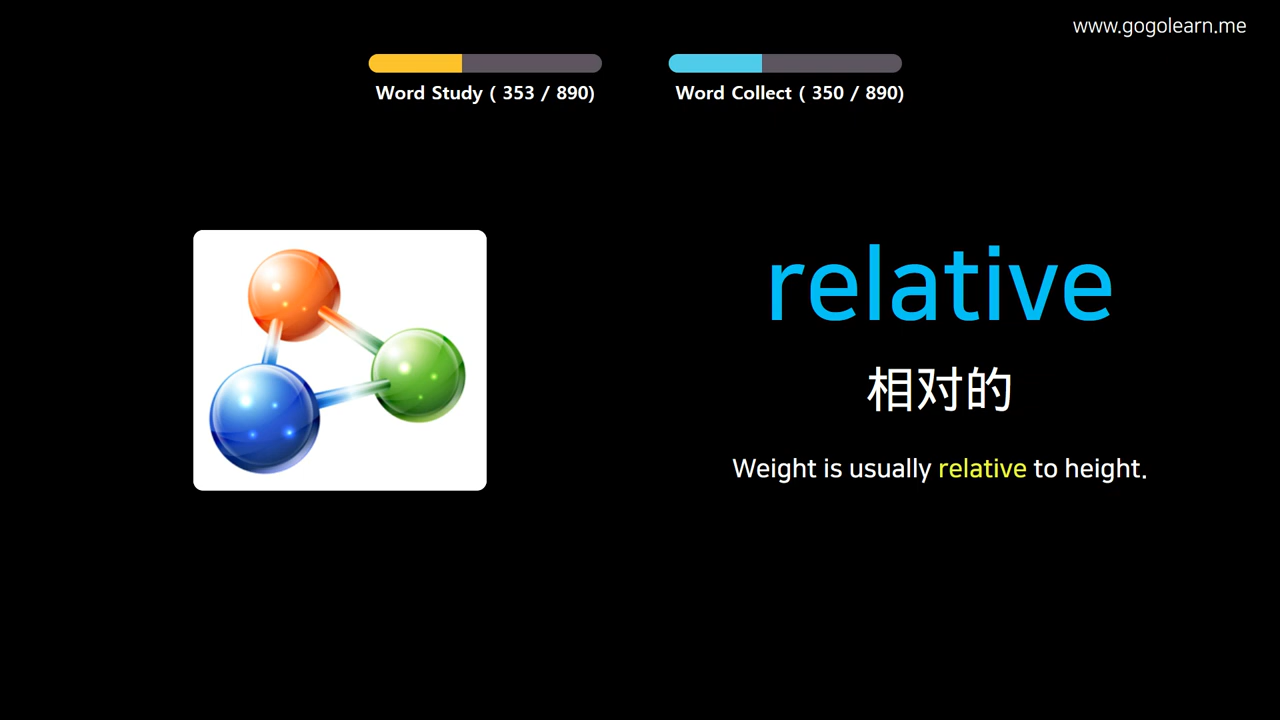 www.gogolearn.me
Word Study ( 353 / 890)
Word Collect ( 350 / 890)
relative
相对的
Weight is usually relative to height.